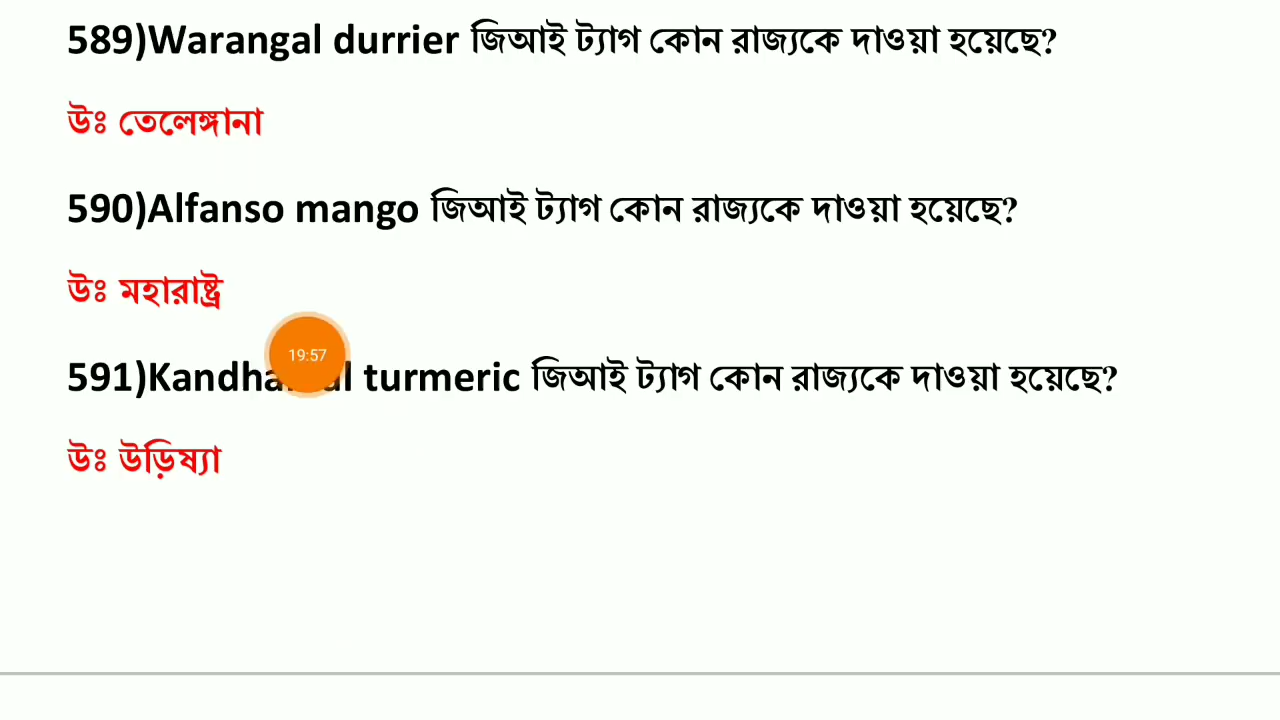 589)Warangal durrier জিআই ট্যাগ কোন রাজ্যকে দাওয়া হয়েছে?
উঃ তেলেঙ্গানা
590)Alfanso mango জিআই ট্যাগ কোন রাজ্যকে দাওয়া হয়েছে?
উঃ মহারাষ্ট্র
19:57
591) turmeric জিআই ট্যাগ কোন রাজ্যকে দাওয়া হয়েছে?
উঃ উড়িষ্যা